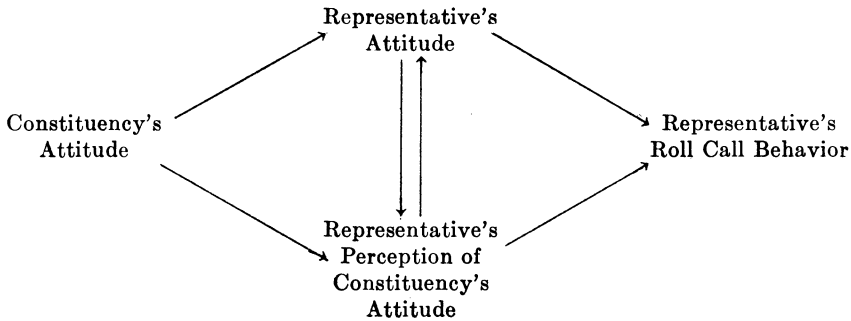 Representative's
Attitude
Constituency's
Attitude
Representative's
Roll Call Behavior
Representative's
Perception of
Constituency's
Attitude